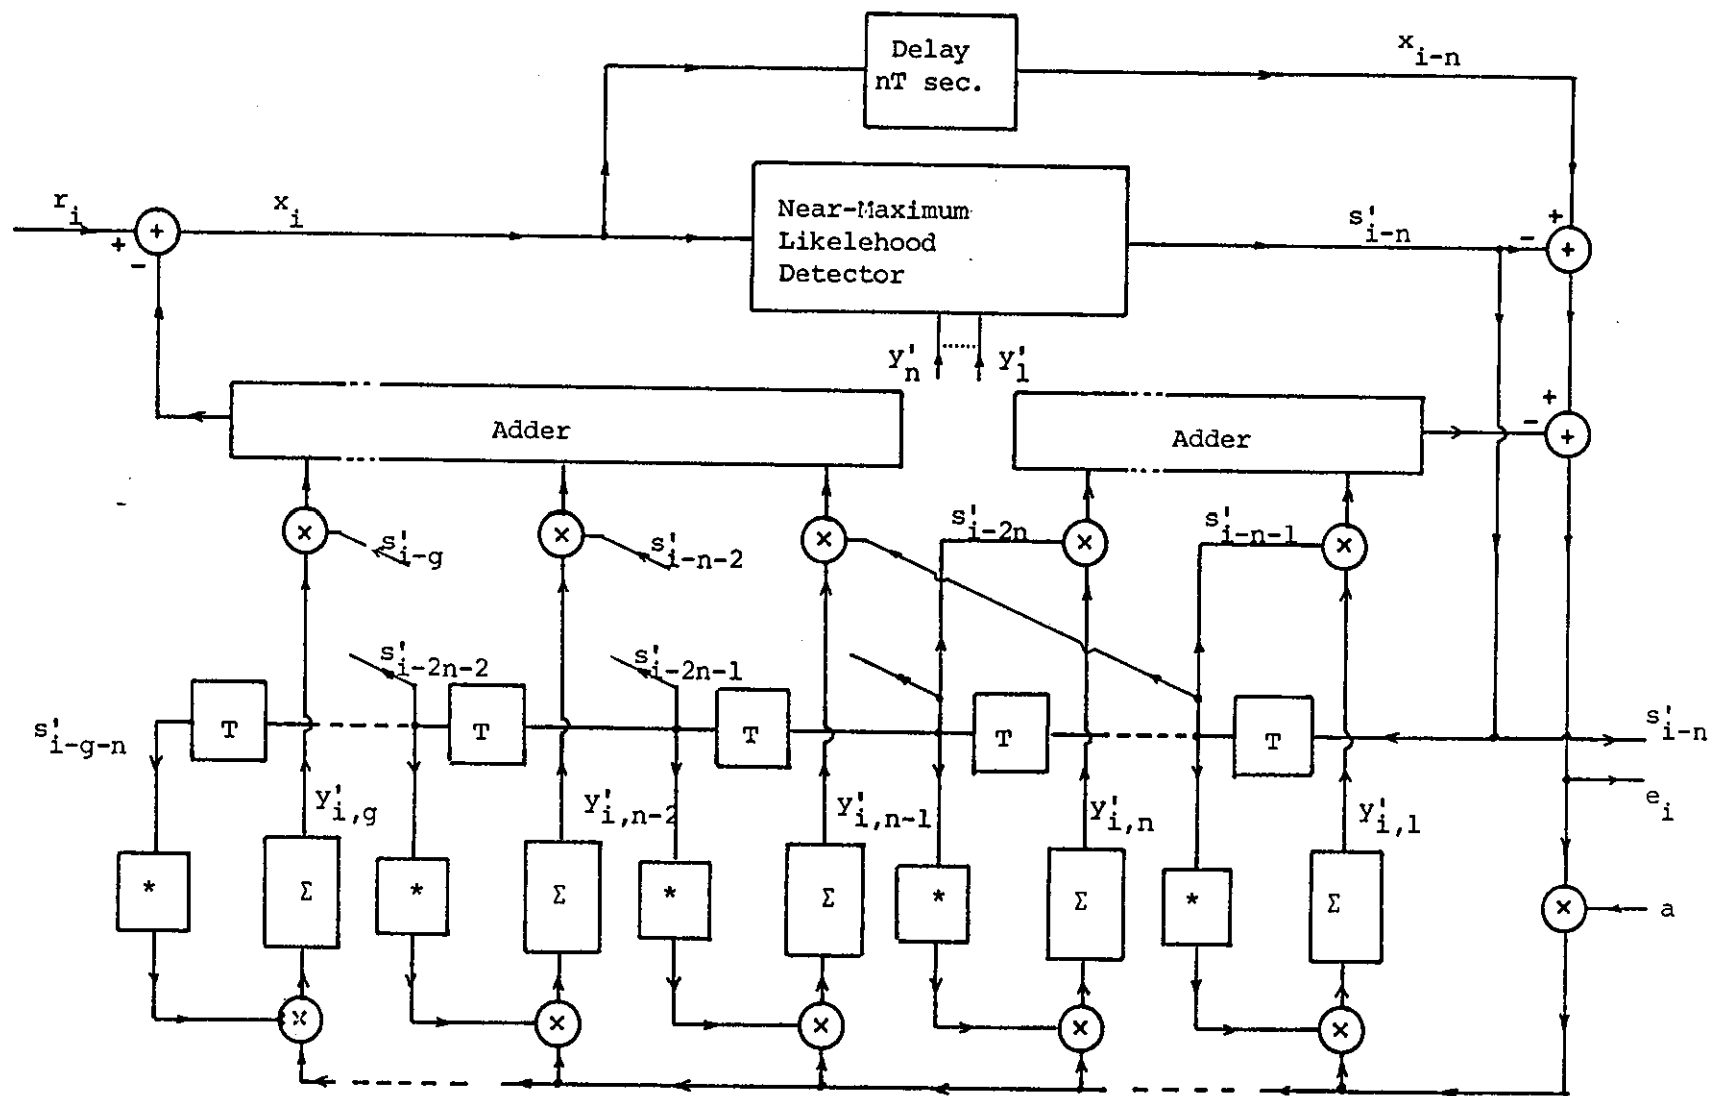 Delay
nT sec.
x_{i-n}
r_i
x_i
+
+
-
Near-Maximum
Likelehood
Detector
s'_{i-n}
+
-
+
y'_n
y'_1
Adder
Adder
+
-
+
×
s'_{i-g}
×
s'_{i-n-2}
×
s'_{i-2n}
×
s'_{i-n-1}
×
s'_{i-2n-2}
s'_{i-2n-1}
s'_{i-g-n}
T
T
T
T
T
s'_{i-n}
e_i
y'_{i,g}
y'_{i,n-2}
y'_{i,n-1}
y'_{i,n}
y'_{i,1}
*
Σ
*
Σ
*
Σ
*
Σ
*
Σ
×
a
×
×
×
×
×